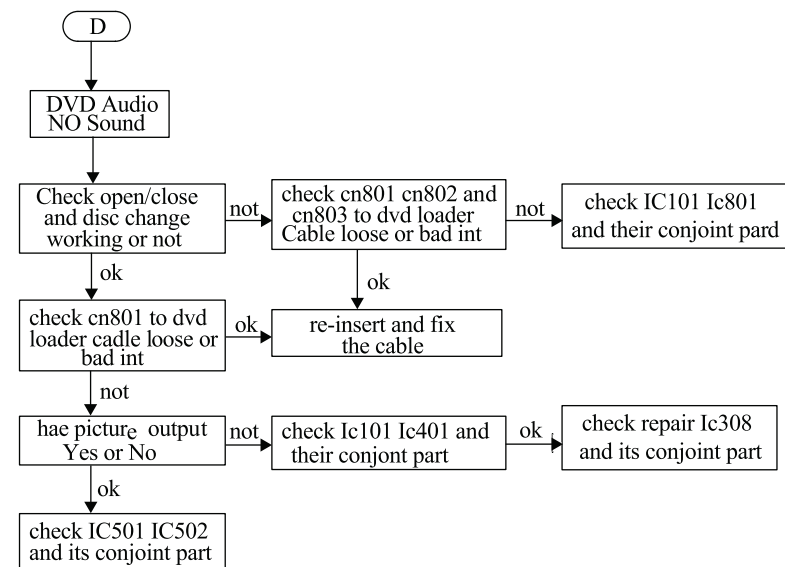 D
DVD Audio
NO Sound
Check open/close
and disc change
working or not
not
check cn801 cn802 and
cn803 to dvd loader
Cable loose or bad int
not
check IC101 Ic801
and their conjoint pard
ok
ok
check cn801 to dvd
loader cadle loose or
bad int
ok
re-insert and fix
the cable
not
hae picture output
Yes or No
not
check Ic101 Ic401 and
their conjont part
ok
check repair Ic308
and its conjoint part
ok
check IC501 IC502
and its conjoint part